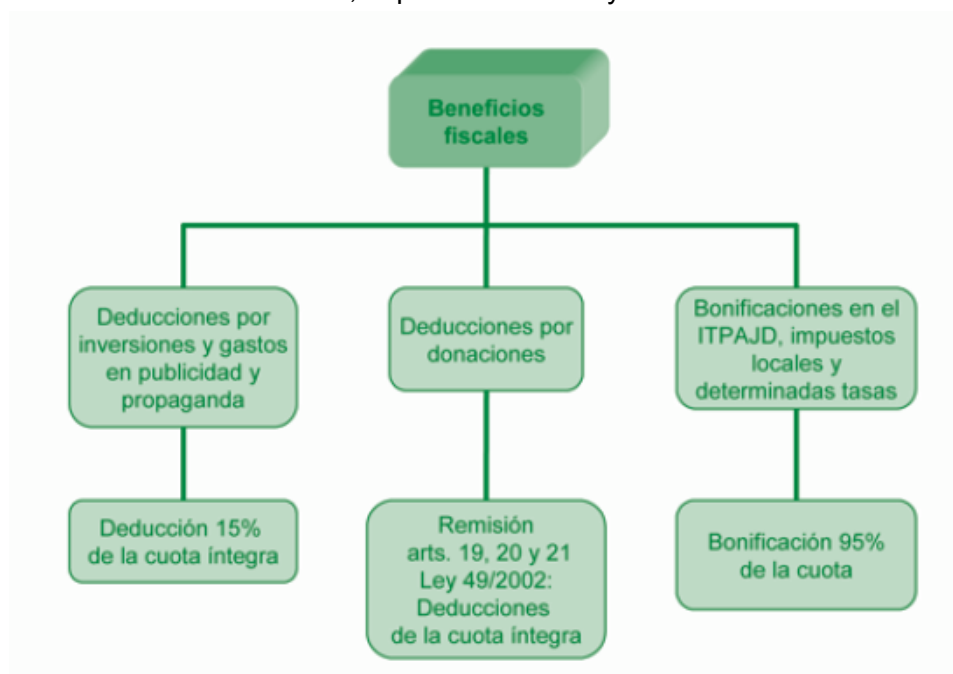 Beneficios
fiscales
Deducciones por
inversiones y gastos
en publicidad y
propaganda
Deducciones por
donaciones
Bonificaciones en el
ITPAJD, impuestos
locales y
determinadas tasas
Deducción 15%
de la cuota íntegra
Remisión
arts. 19, 20 y 21
Ley 49/2002:
Deducciones
de la cuota íntegra
Bonificación 95%
de la cuota